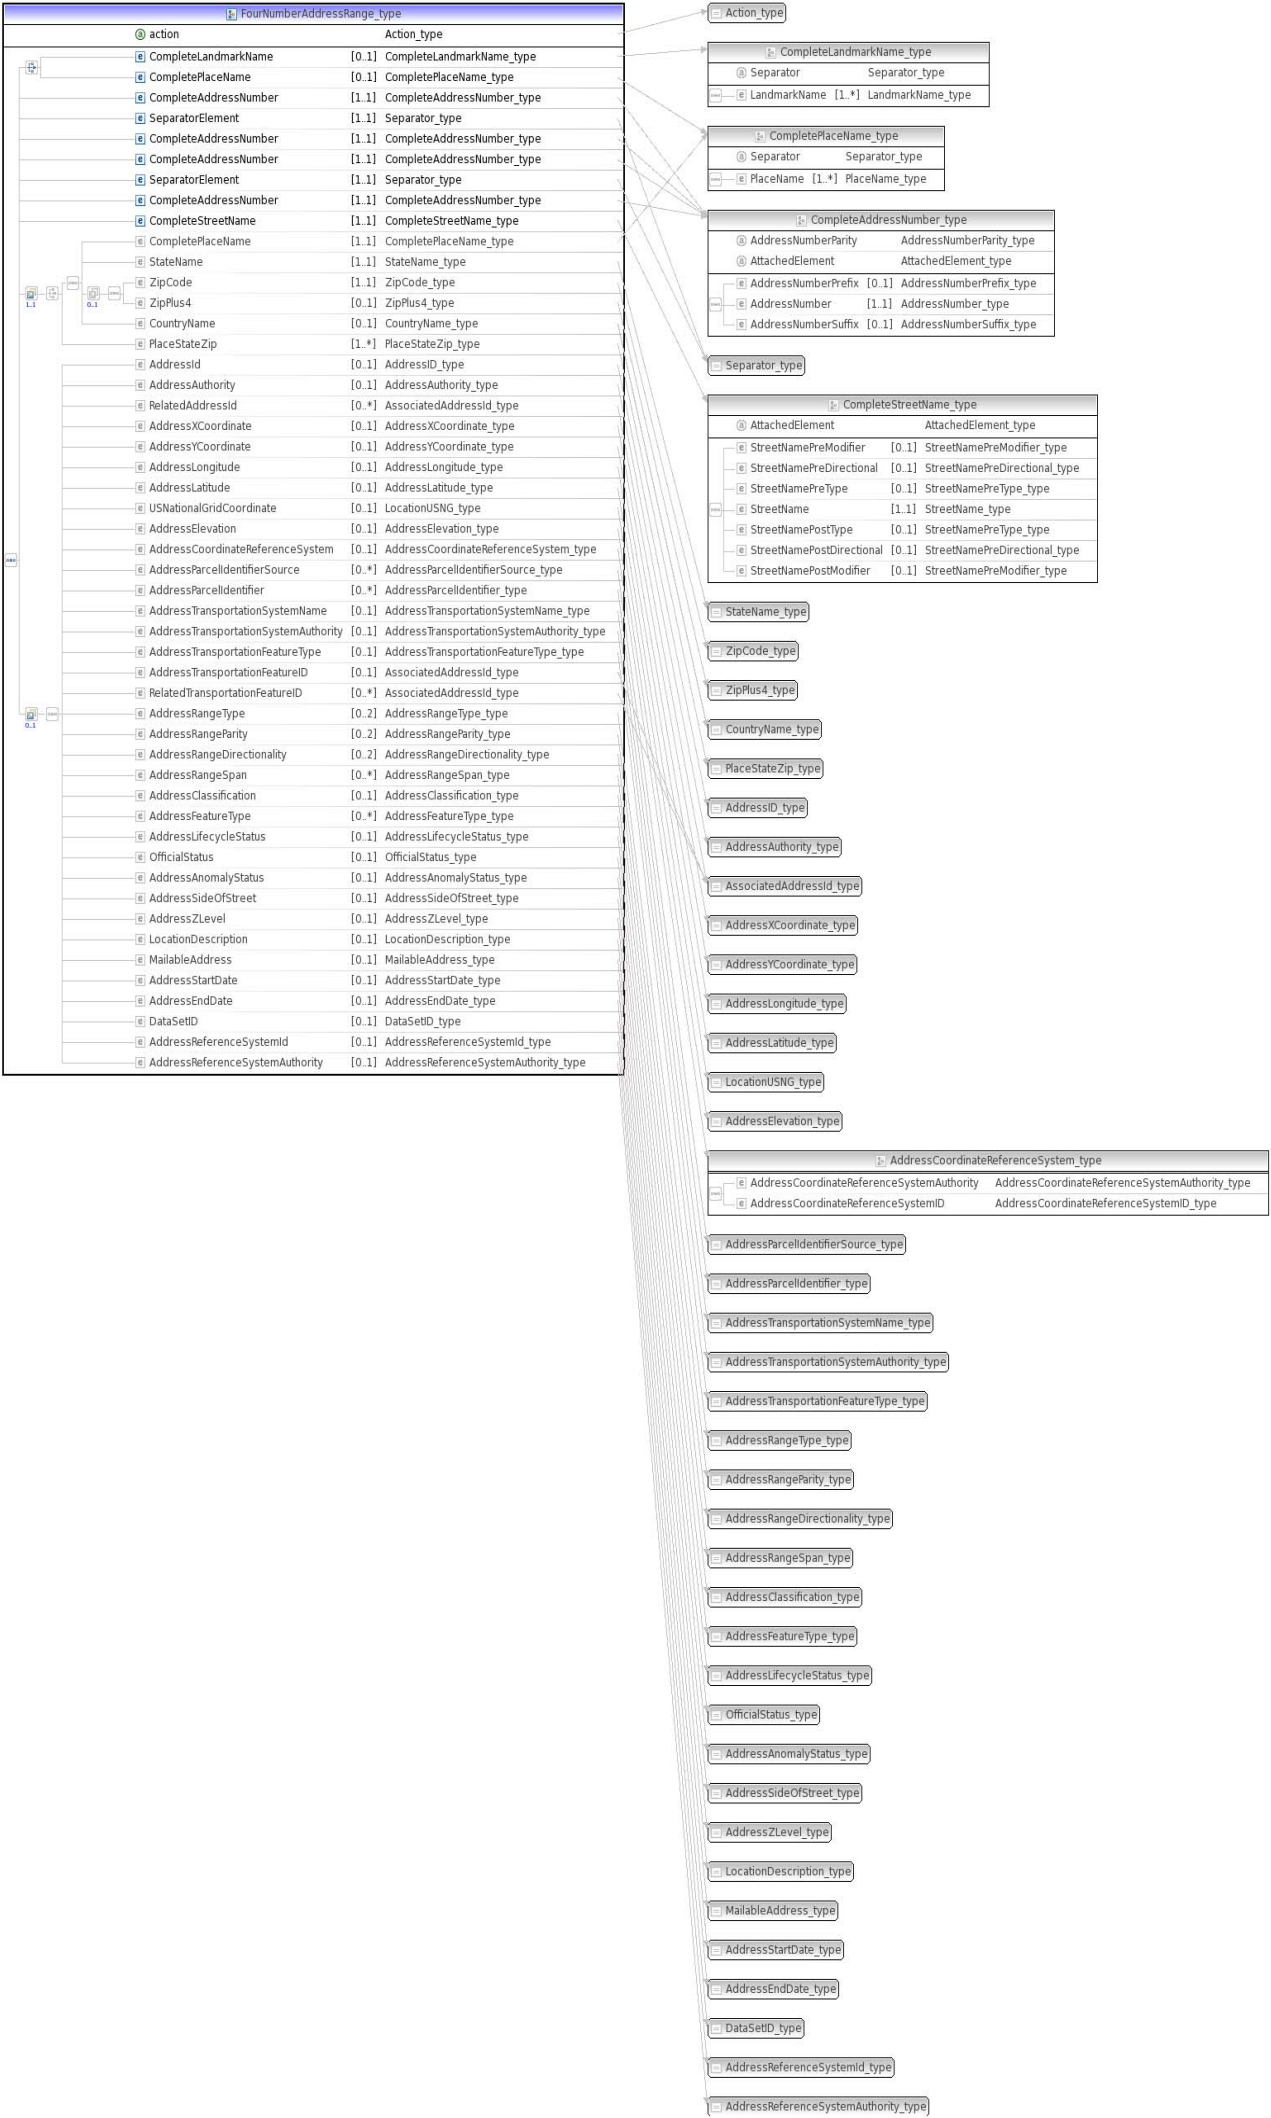 FourNumberAddressRange_type
action Action_type
CompleteLandmarkName [0..1] CompleteLandmarkName_type
CompletePlaceName [0..1] CompletePlaceName_type
CompleteAddressNumber [1..1] CompleteAddressNumber_type
SeparatorElement [1..1] Separator_type
CompleteAddressNumber [1..1] CompleteAddressNumber_type
CompleteAddressNumber [1..1] CompleteAddressNumber_type
SeparatorElement [1..1] Separator_type
CompleteAddressNumber [1..1] CompleteAddressNumber_type
CompleteStreetName [1..1] CompleteStreetName_type
CompletePlaceName [1..1] CompletePlaceName_type
StateName [1..1] StateName_type
ZipCode [1..1] ZipCode_type
1..1 0..1
ZipPlus4 [0..1] ZipPlus4_type
CountryName [0..1] CountryName_type
PlaceStateZip [1..*] PlaceStateZip_type
AddressId [0..1] AddressID_type
AddressAuthority [0..1] AddressAuthority_type
RelatedAddressId [0..*] AssociatedAddressId_type
AddressXCoordinate [0..1] AddressXCoordinate_type
AddressYCoordinate [0..1] AddressYCoordinate_type
AddressLongitude [0..1] AddressLongitude_type
AddressLatitude [0..1] AddressLatitude_type
USNationalGridCoordinate [0..1] LocationUSNG_type
AddressElevation [0..1] AddressElevation_type
AddressCoordinateReferenceSystem [0..1] AddressCoordinateReferenceSystem_type
AddressParcelIdentifierSource [0..*] AddressParcelIdentifierSource_type
AddressParcelIdentifier [0..*] AddressParcelIdentifier_type
AddressTransportationSystemName [0..1] AddressTransportationSystemName_type
AddressTransportationSystemAuthority [0..1] AddressTransportationSystemAuthority_type
AddressTransportationFeatureType [0..1] AddressTransportationFeatureType_type
AddressTransportationFeatureID [0..1] AssociatedAddressId_type
RelatedTransportationFeatureID [0..*] AssociatedAddressId_type
AddressRangeType [0..2] AddressRangeType_type
0..1
AddressRangeParity [0..2] AddressRangeParity_type
AddressRangeDirectionality [0..2] AddressRangeDirectionality_type
AddressRangeSpan [0..*] AddressRangeSpan_type
AddressClassification [0..1] AddressClassification_type
AddressFeatureType [0..*] AddressFeatureType_type
AddressLifecycleStatus [0..1] AddressLifecycleStatus_type
OfficialStatus [0..1] OfficialStatus_type
AddressAnomalyStatus [0..1] AddressAnomalyStatus_type
AddressSideOfStreet [0..1] AddressSideOfStreet_type
AddressZLevel [0..1] AddressZLevel_type
LocationDescription [0..1] LocationDescription_type
MailableAddress [0..1] MailableAddress_type
AddressStartDate [0..1] AddressStartDate_type
AddressEndDate [0..1] AddressEndDate_type
DataSetID [0..1] DataSetID_type
AddressReferenceSystemId [0..1] AddressReferenceSystemId_type
AddressReferenceSystemAuthority [0..1] AddressReferenceSystemAuthority_type
Action_type
CompleteLandmarkName_type
Separator Separator_type
LandmarkName [1..*] LandmarkName_type
CompletePlaceName_type
Separator Separator_type
PlaceName [1..*] PlaceName_type
CompleteAddressNumber_type
AddressNumberParity AddressNumberParity_type
AttachedElement AttachedElement_type
AddressNumberPrefix [0..1] AddressNumberPrefix_type
AddressNumber [1..1] AddressNumber_type
AddressNumberSuffix [0..1] AddressNumberSuffix_type
Separator_type
CompleteStreetName_type
AttachedElement AttachedElement_type
StreetNamePreModifier [0..1] StreetNamePreModifier_type
StreetNamePreDirectional [0..1] StreetNamePreDirectional_type
StreetNamePreType [0..1] StreetNamePreType_type
StreetName [1..1] StreetName_type
StreetNamePostType [0..1] StreetNamePreType_type
StreetNamePostDirectional [0..1] StreetNamePreDirectional_type
StreetNamePostModifier [0..1] StreetNamePreModifier_type
StateName_type
ZipCode_type
ZipPlus4_type
CountryName_type
PlaceStateZip_type
AddressID_type
AddressAuthority_type
AssociatedAddressId_type
AddressXCoordinate_type
AddressYCoordinate_type
AddressLongitude_type
AddressLatitude_type
LocationUSNG_type
AddressElevation_type
AddressCoordinateReferenceSystem_type
AddressCoordinateReferenceSystemAuthority AddressCoordinateReferenceSystemAuthority_type
AddressCoordinateReferenceSystemID AddressCoordinateReferenceSystemID_type
AddressParcelIdentifierSource_type
AddressParcelIdentifier_type
AddressTransportationSystemName_type
AddressTransportationSystemAuthority_type
AddressTransportationFeatureType_type
AddressRangeType_type
AddressRangeParity_type
AddressRangeDirectionality_type
AddressRangeSpan_type
AddressClassification_type
AddressFeatureType_type
AddressLifecycleStatus_type
OfficialStatus_type
AddressAnomalyStatus_type
AddressSideOfStreet_type
AddressZLevel_type
LocationDescription_type
MailableAddress_type
AddressStartDate_type
AddressEndDate_type
DataSetID_type
AddressReferenceSystemId_type
AddressReferenceSystemAuthority_type